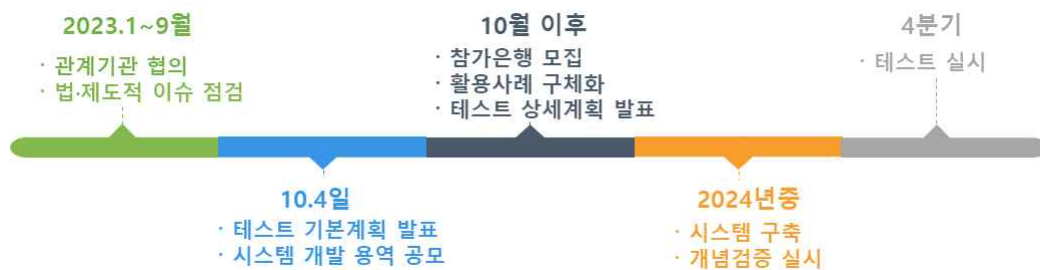 2023.1~9월
· 관계기관 협의
· 법·제도적 이슈 점검
10.4일
· 테스트 기본계획 발표
· 시스템 개발 용역 공모
10월 이후
· 참가은행 모집
· 활용사례 구체화
· 테스트 상세계획 발표
2024년중
· 시스템 구축
· 개념검증 실시
4분기
· 테스트 실시